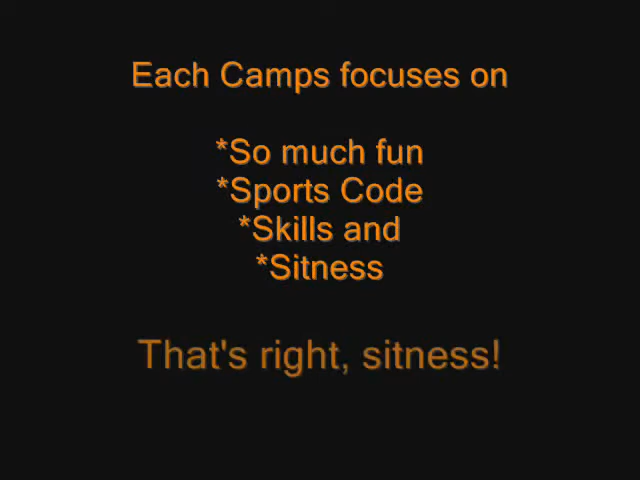 Each Camps focuses on
*So much fun
*Sports Code
*Skills and
*Sitness
That's right, sitness!